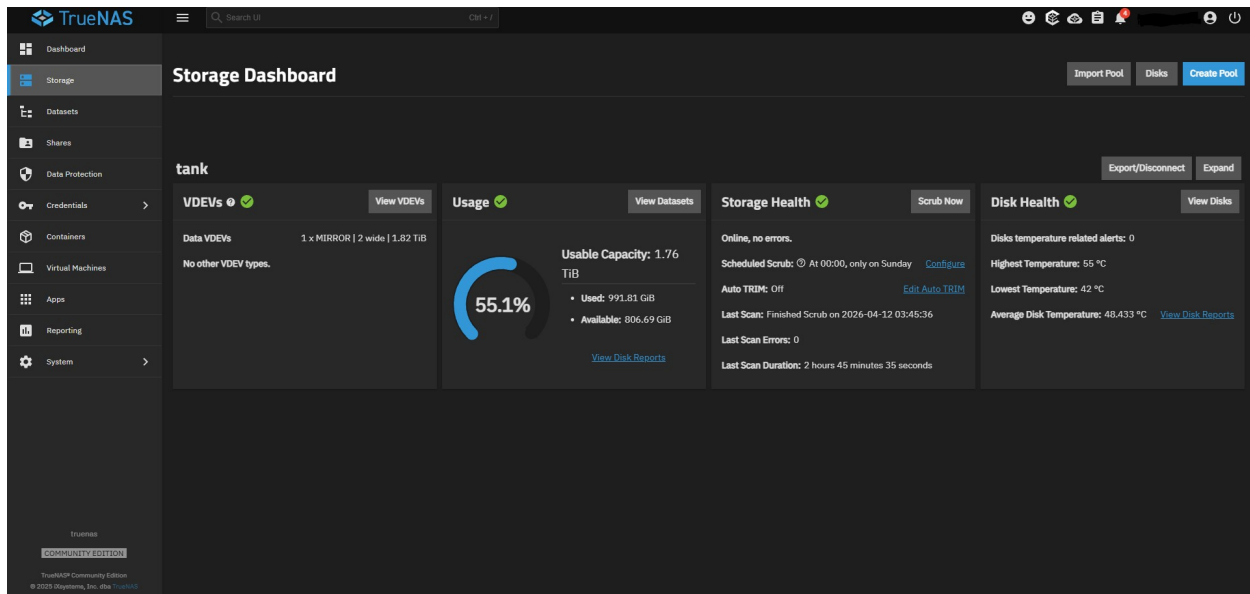 TrueNAS
Search UI
Ctrl + /
4
Dashboard
Storage
Datasets
Shares
Data Protection
Credentials
Containers
Virtual Machines
Apps
Reporting
System
truenas
COMMUNITY EDITION
TrueNAS® Community Edition
© 2025 iXsystems, Inc. dba TrueNAS
Storage Dashboard
Import Pool
Disks
Create Pool
tank
Export/Disconnect
Expand
VDEVs
View VDEVs
Data VDEVs 1 x MIRROR | 2 wide | 1.82 TiB
No other VDEV types.
Usage
View Datasets
55.1%
Usable Capacity: 1.76
TiB
• Used: 991.81 GiB
• Available: 806.69 GiB
View Disk Reports
Storage Health
Scrub Now
Online, no errors.
Scheduled Scrub: At 00:00, only on Sunday Configure
Auto TRIM: Off Edit Auto TRIM
Last Scan: Finished Scrub on 2026-04-12 03:45:36
Last Scan Errors: 0
Last Scan Duration: 2 hours 45 minutes 35 seconds
Disk Health
View Disks
Disks temperature related alerts: 0
Highest Temperature: 55 °C
Lowest Temperature: 42 °C
Average Disk Temperature: 48.433 °C View Disk Reports